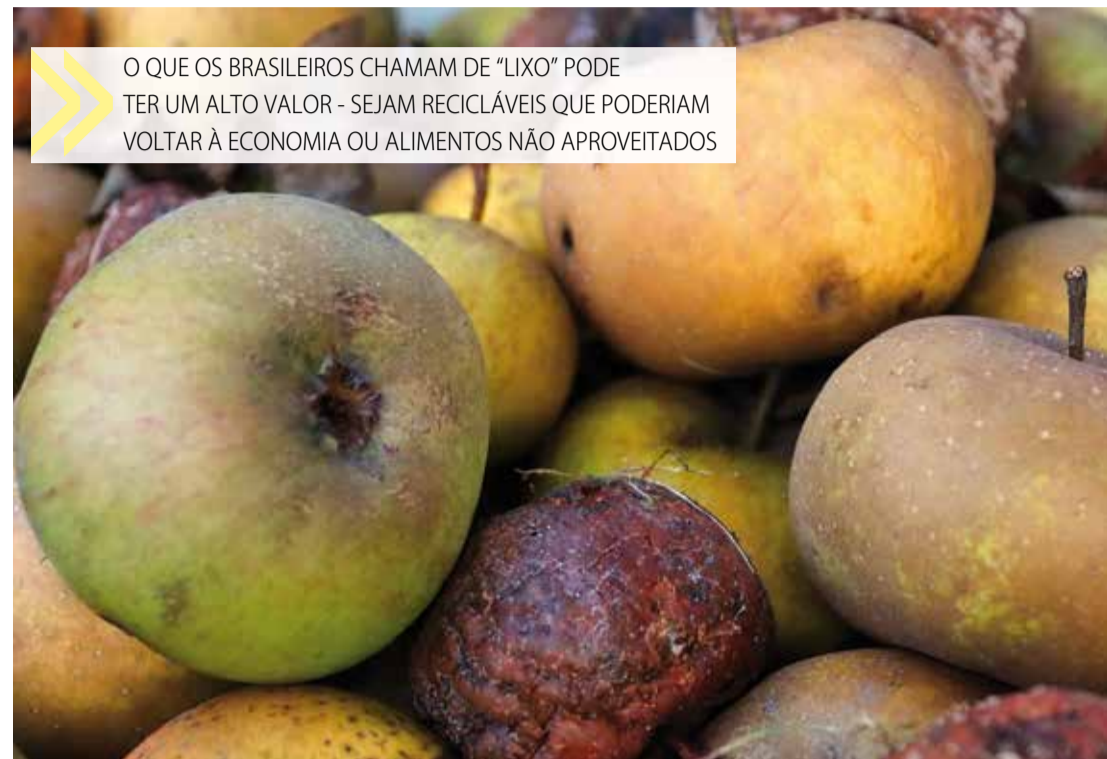 O QUE OS BRASILEIROS CHAMAM DE “LIXO” PODE
TER UM ALTO VALOR - SEJAM RECICLÁVEIS QUE PODERIAM
VOLTAR À ECONOMIA OU ALIMENTOS NÃO APROVEITADOS